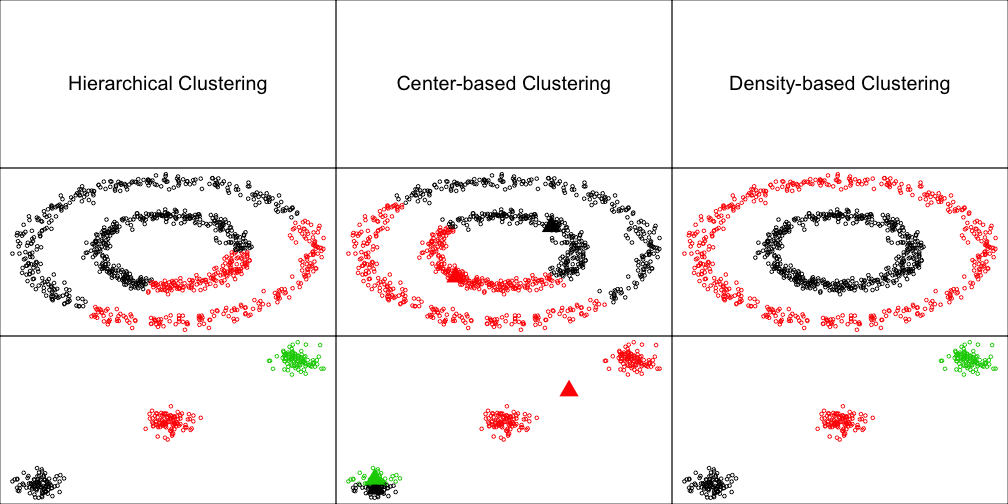 Hierarchical Clustering
Center-based Clustering
Density-based Clustering